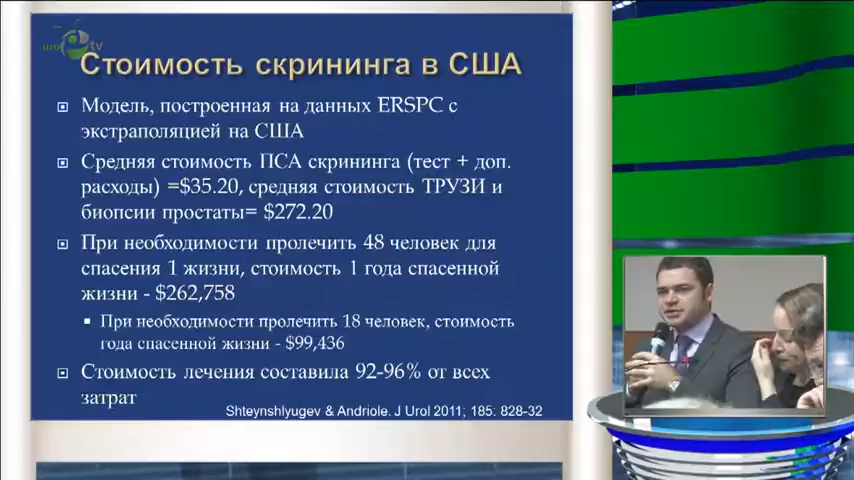 uro tv
Стоимость скрининга в США
Модель, построенная на данных ERSPC с
экстраполяцией на США
Средняя стоимость ПСА скрининга (тест + доп.
расходы) =$35.20, средняя стоимость ТРУЗИ и
биопсии простаты= $272.20
При необходимости пролечить 48 человек для
спасения 1 жизни, стоимость 1 года спасенной
жизни - $262,758
При необходимости пролечить 18 человек, стоимость
года спасенной жизни - $99,436
Стоимость лечения составила 92-96% от всех
затрат
Shteynshlyugev & Andriole. J Urol 2011; 185: 828-32